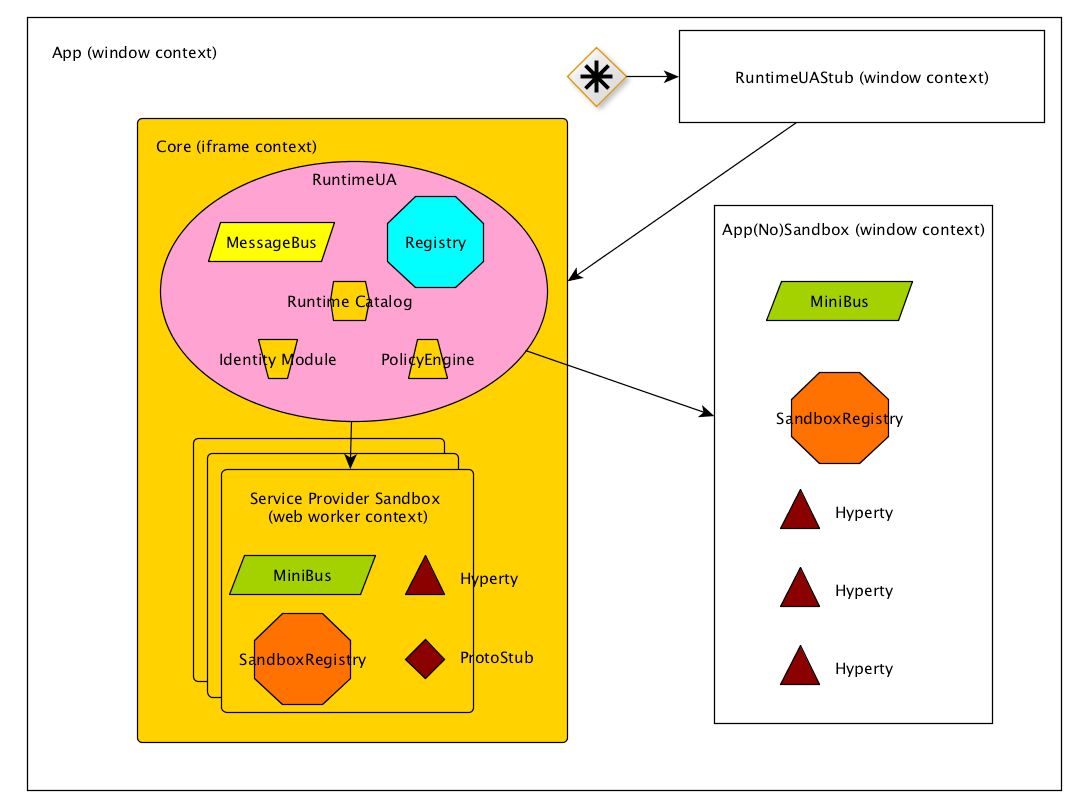 App (window context)
RuntimeUAStub (window context)
Core (iframe context)
RuntimeUA
MessageBus
Registry
Runtime Catalog
Identity Module
PolicyEngine
Service Provider Sandbox
(web worker context)
MiniBus
Hyperty
SandboxRegistry
ProtoStub
App(No)Sandbox (window context)
MiniBus
SandboxRegistry
Hyperty
Hyperty
Hyperty